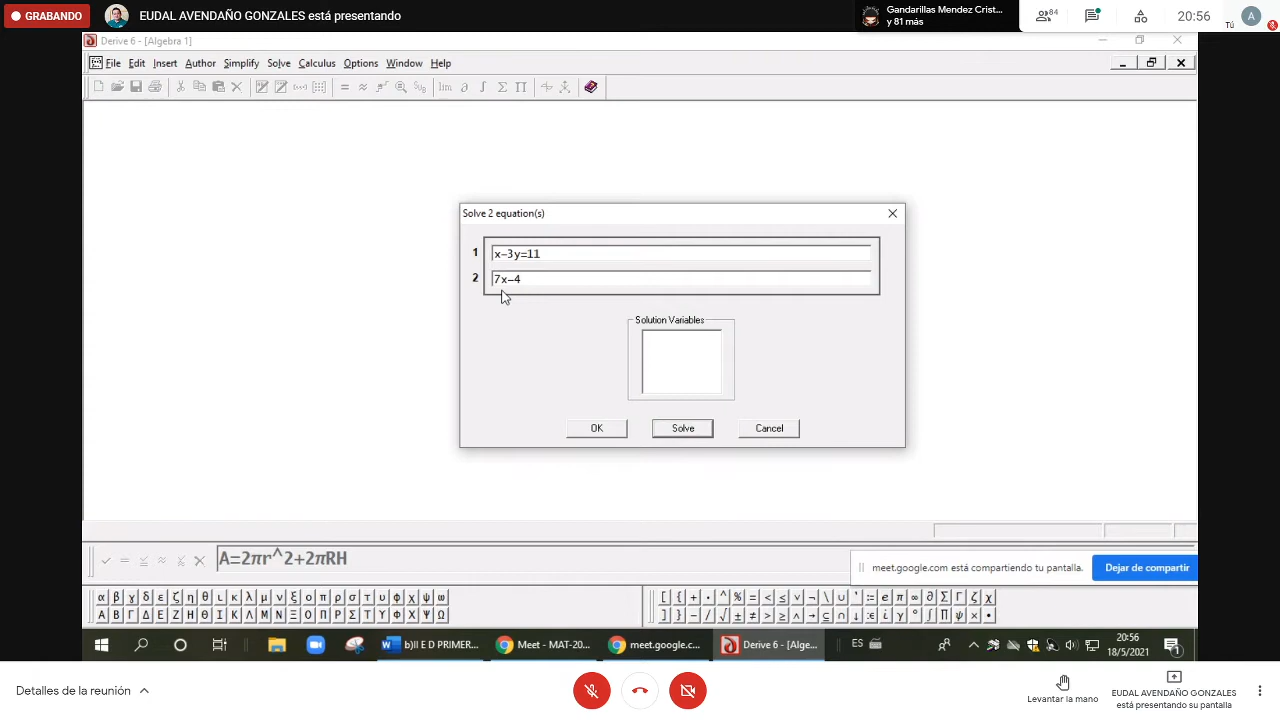 GRABANDO
EUDAL AVENDAÑO GONZALES está presentando
Gandarillas Mendez Crist...
y 81 más
84
20:56
Tú
A
Derive 6 - [Algebra 1]
File Edit Insert Author Simplify Solve Calculus Options Window Help
lim ∂ ∫ Σ Π
Solve 2 equation(s)
1 x-3y=11
2 7x-4
Solution Variables
OK Solve Cancel
A=2πr^2+2πRH
meet.google.com está compartiendo tu pantalla. Dejar de compartir
α β γ δ ε ζ η θ ι κ λ μ ν ξ ο π ρ σ τ υ φ χ ψ ω
Α Β Γ Δ Ε Ζ Η Θ Ι Κ Λ Μ Ν Ξ Ο Π Ρ Σ Τ Υ Φ Χ Ψ Ω
b)II E D PRIMER... Meet - MAT-20... meet.google.c... Derive 6 - [Alge... ES
20:56
18/5/2021
1
Detalles de la reunión
Levantar la mano
EUDAL AVENDAÑO GONZALES
está presentando su pantalla